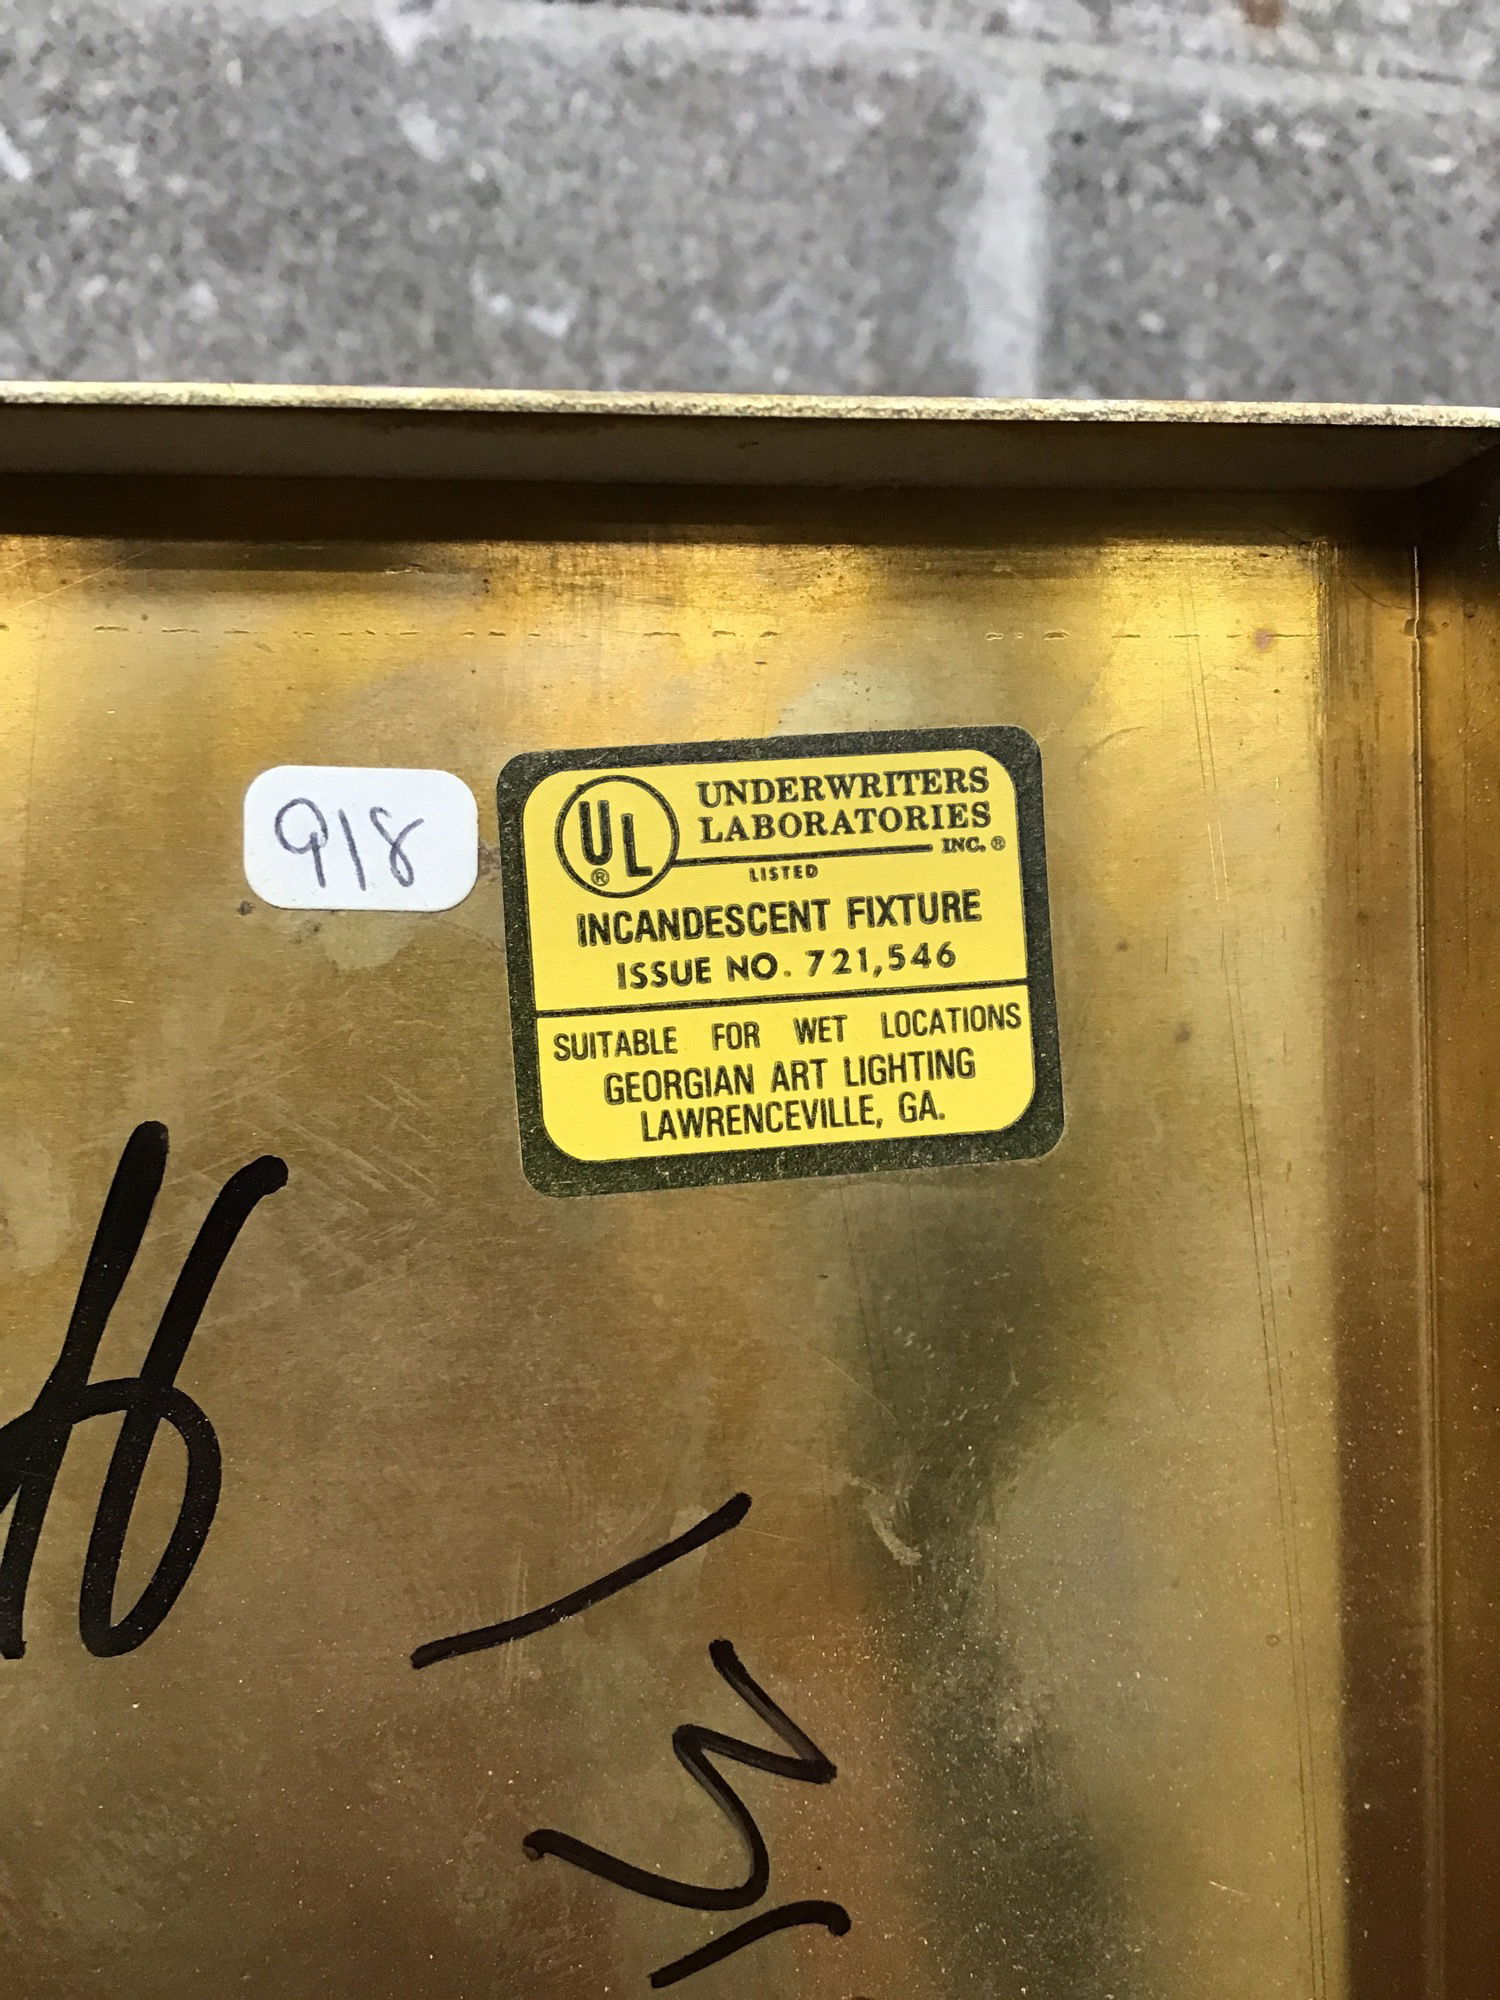 918
UL®
UNDERWRITERS
LABORATORIES
INC.®
LISTED
INCANDESCENT FIXTURE
ISSUE NO. 721,546
SUITABLE FOR WET LOCATIONS
GEORGIAN ART LIGHTING
LAWRENCEVILLE, GA.